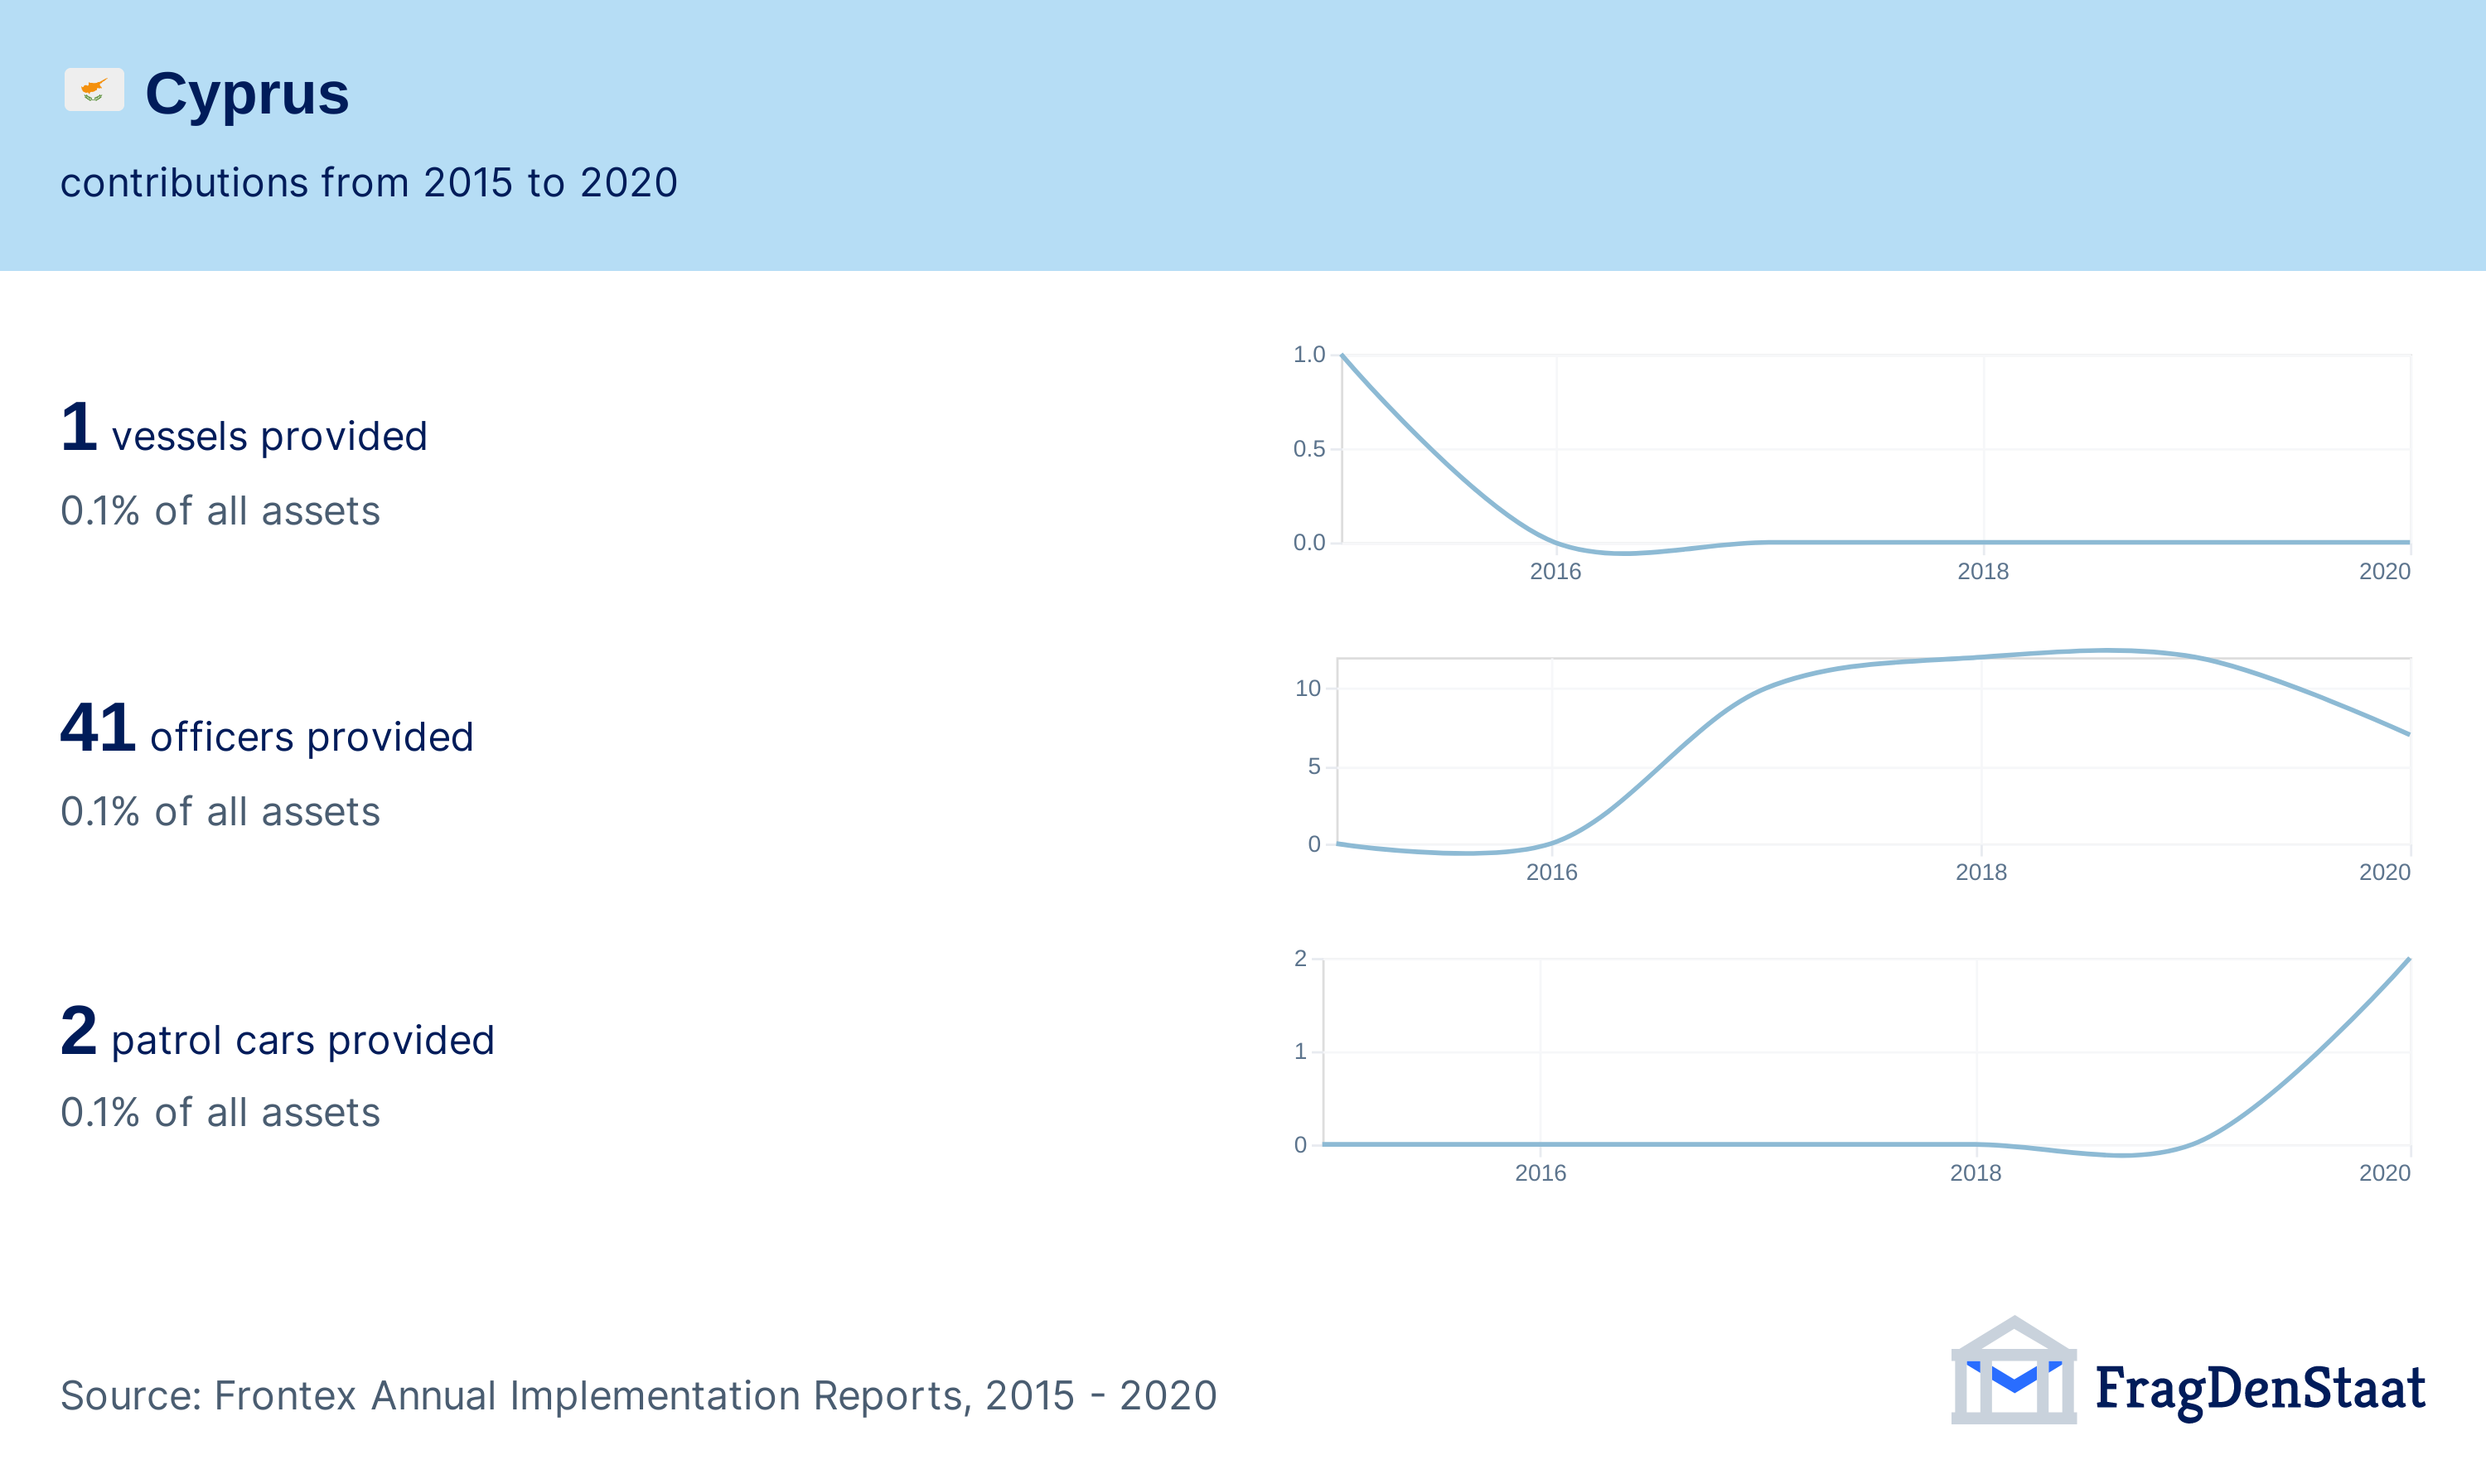 Cyprus
contributions from 2015 to 2020
1 vessels provided
0.1% of all assets
1.0
0.5
0.0
2016 2018 2020
41 officers provided
0.1% of all assets
10
5
0
2016 2018 2020
2 patrol cars provided
0.1% of all assets
2
1
0
2016 2018 2020
Source: Frontex Annual Implementation Reports, 2015 - 2020
FragDenStaat